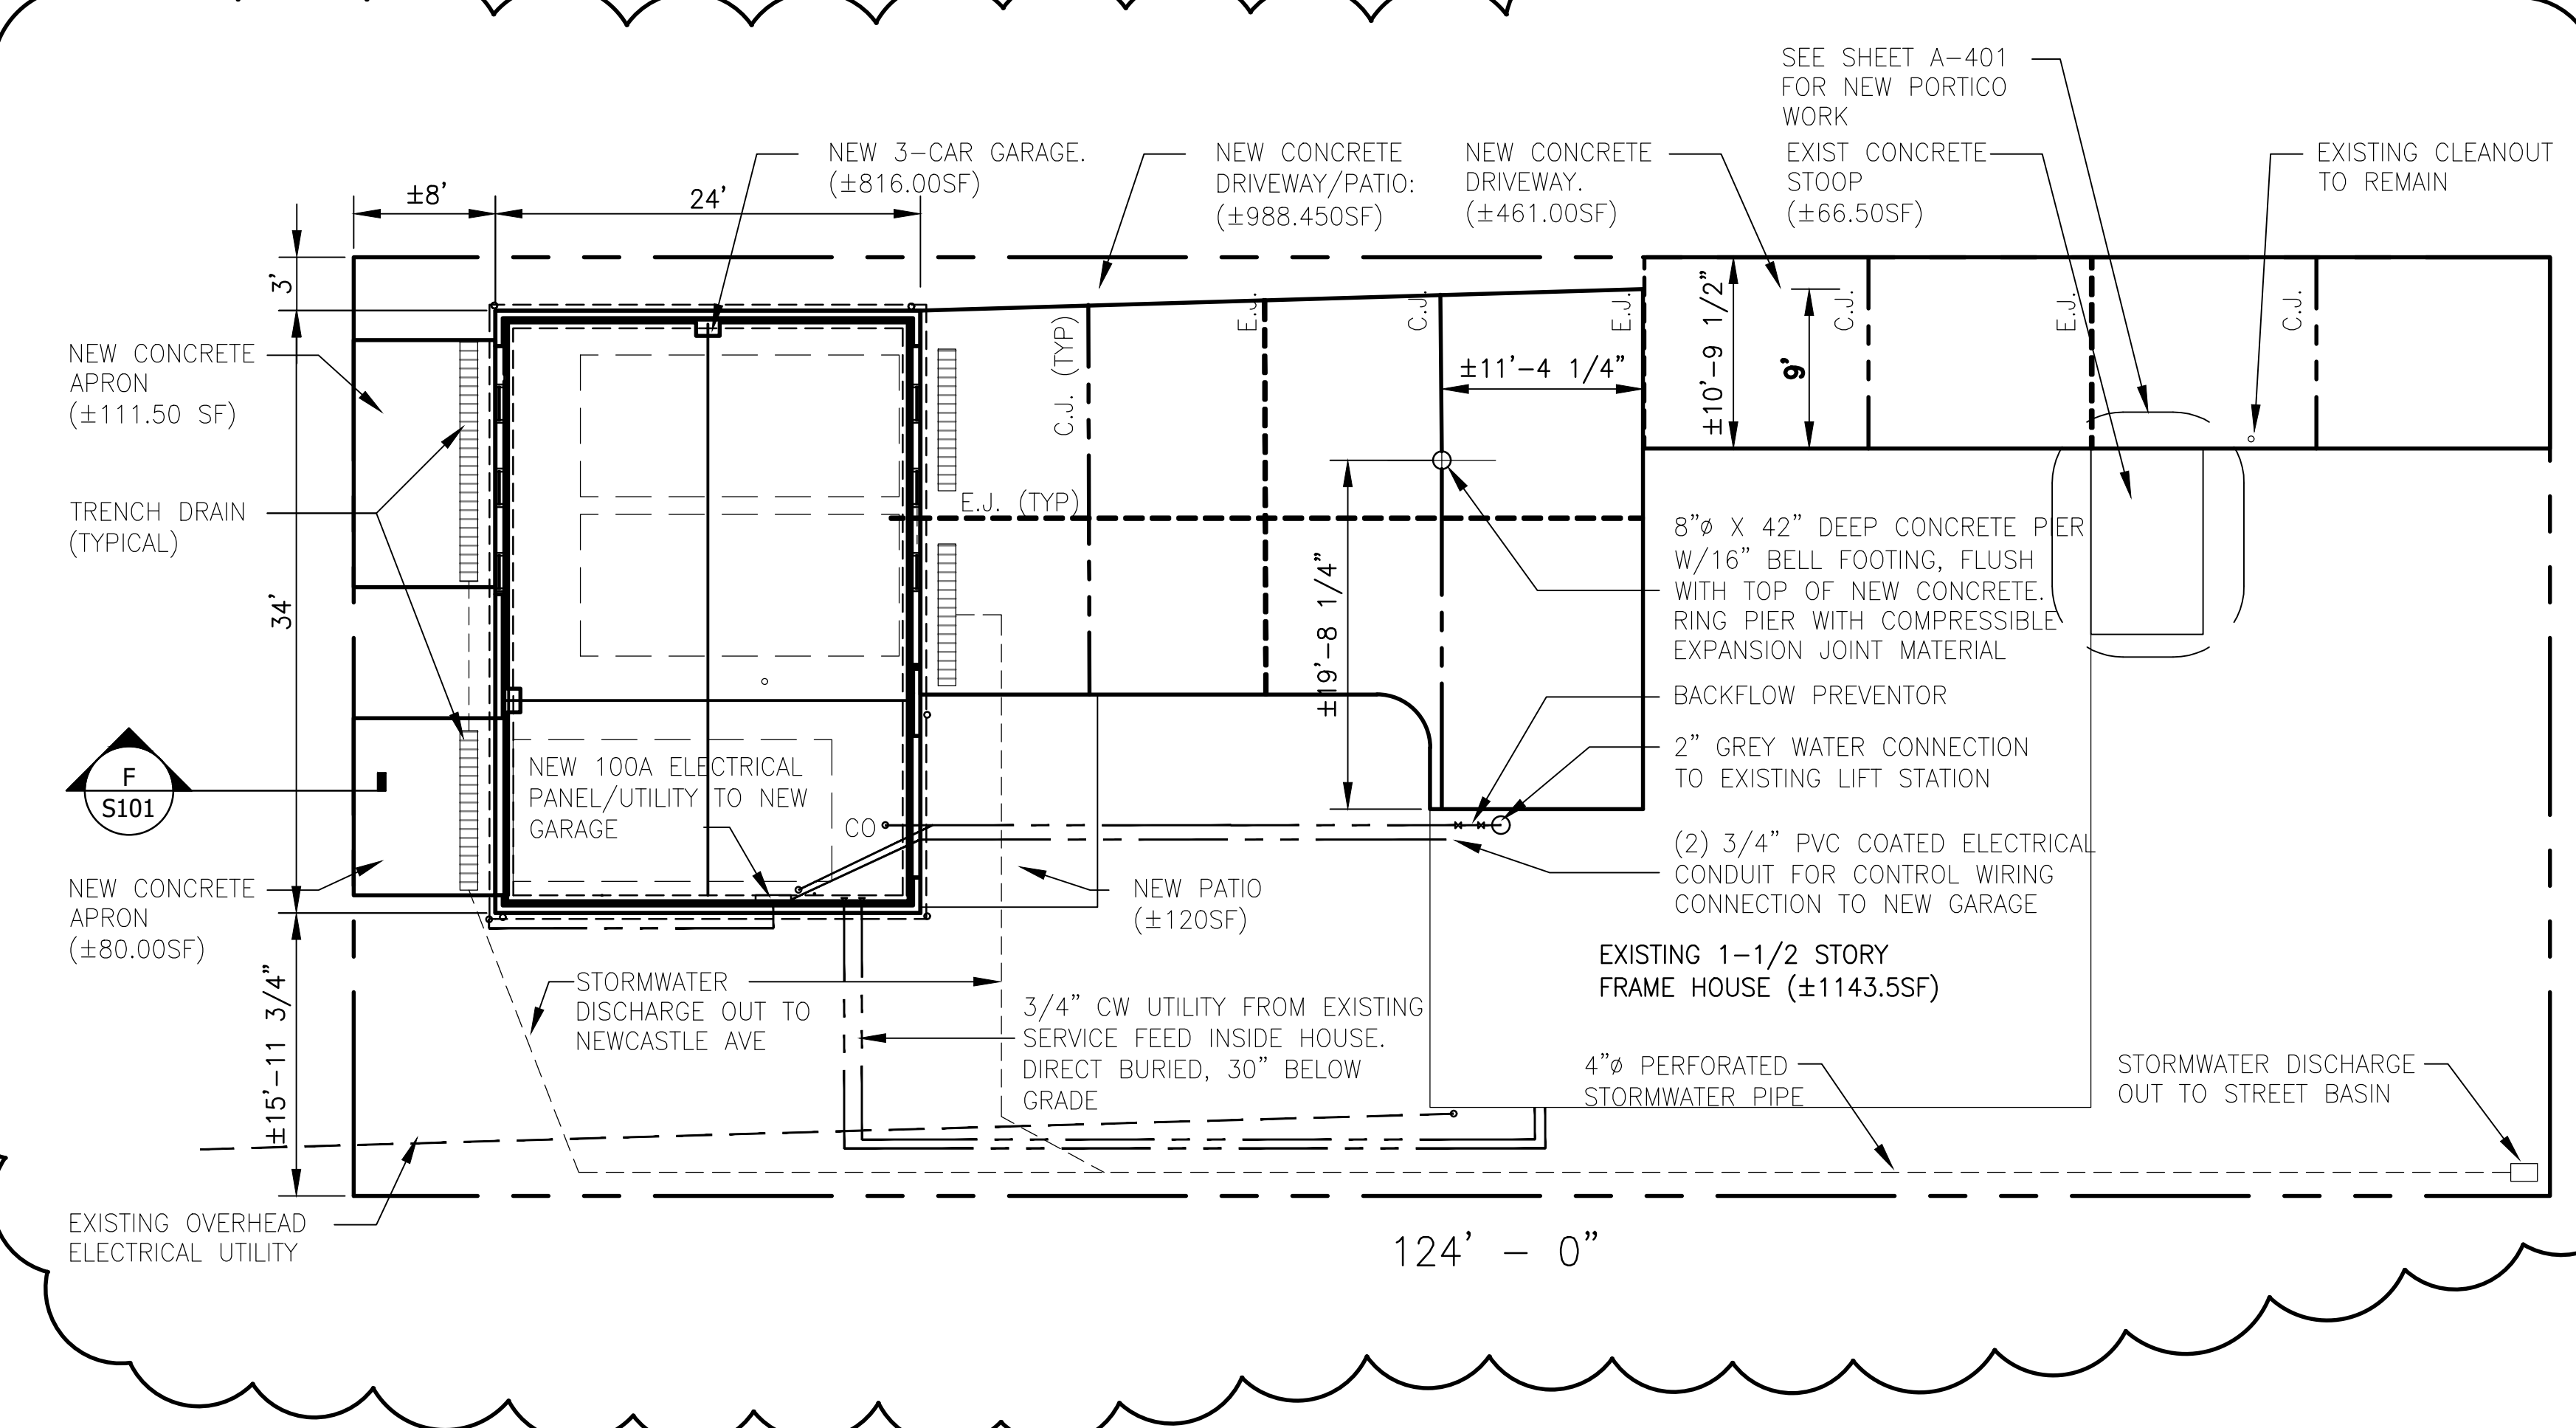 SEE SHEET A-401
FOR NEW PORTICO
WORK
NEW 3-CAR GARAGE.
(±816.00SF)
NEW CONCRETE
DRIVEWAY/PATIO:
(±988.450SF)
NEW CONCRETE
DRIVEWAY.
(±461.00SF)
EXIST CONCRETE
STOOP
(±66.50SF)
EXISTING CLEANOUT
TO REMAIN
±8'
24'
3'
34'
±15'-11 3/4"
NEW CONCRETE
APRON
(±111.50 SF)
TRENCH DRAIN
(TYPICAL)
F
S101
NEW CONCRETE
APRON
(±80.00SF)
EXISTING OVERHEAD
ELECTRICAL UTILITY
C.J. (TYP)
E.J.
C.J.
E.J.
±11'-4 1/4"
±10'-9 1/2"
9'
C.J.
E.J.
C.J.
E.J. (TYP)
±19'-8 1/4"
8"ø X 42" DEEP CONCRETE PIER
W/16" BELL FOOTING, FLUSH
WITH TOP OF NEW CONCRETE.
RING PIER WITH COMPRESSIBLE
EXPANSION JOINT MATERIAL
BACKFLOW PREVENTOR
2" GREY WATER CONNECTION
TO EXISTING LIFT STATION
(2) 3/4" PVC COATED ELECTRICAL
CONDUIT FOR CONTROL WIRING
CONNECTION TO NEW GARAGE
NEW 100A ELECTRICAL
PANEL/UTILITY TO NEW
GARAGE
CO
NEW PATIO
(±120SF)
EXISTING 1-1/2 STORY
FRAME HOUSE (±1143.5SF)
STORMWATER
DISCHARGE OUT TO
NEWCASTLE AVE
3/4" CW UTILITY FROM EXISTING
SERVICE FEED INSIDE HOUSE.
DIRECT BURIED, 30" BELOW
GRADE
4"ø PERFORATED
STORMWATER PIPE
STORMWATER DISCHARGE
OUT TO STREET BASIN
124' - 0"